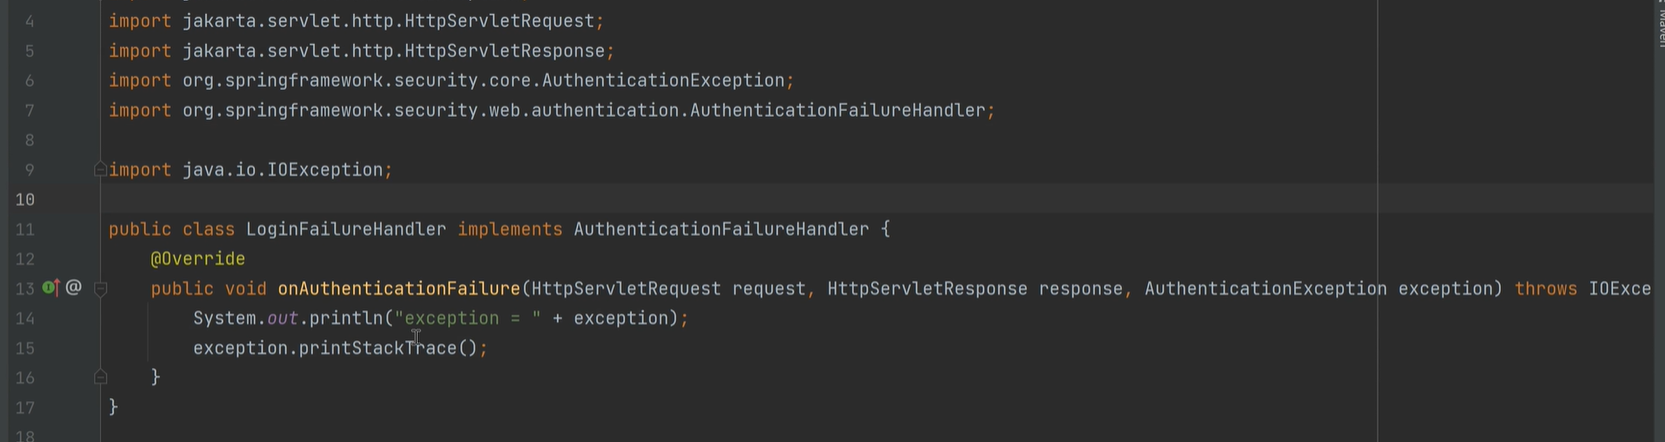 4 import jakarta.servlet.http.HttpServletRequest;
5 import jakarta.servlet.http.HttpServletResponse;
6 import org.springframework.security.core.AuthenticationException;
7 import org.springframework.security.web.authentication.AuthenticationFailureHandler;
8
9 import java.io.IOException;
10
11 public class LoginFailureHandler implements AuthenticationFailureHandler {
12 @Override
13 @ public void onAuthenticationFailure(HttpServletRequest request, HttpServletResponse response, AuthenticationException exception) throws IOExce
14 System.out.println("exception = " + exception);
15 exception.printStackTrace();
16 }
17 }
18
Maven